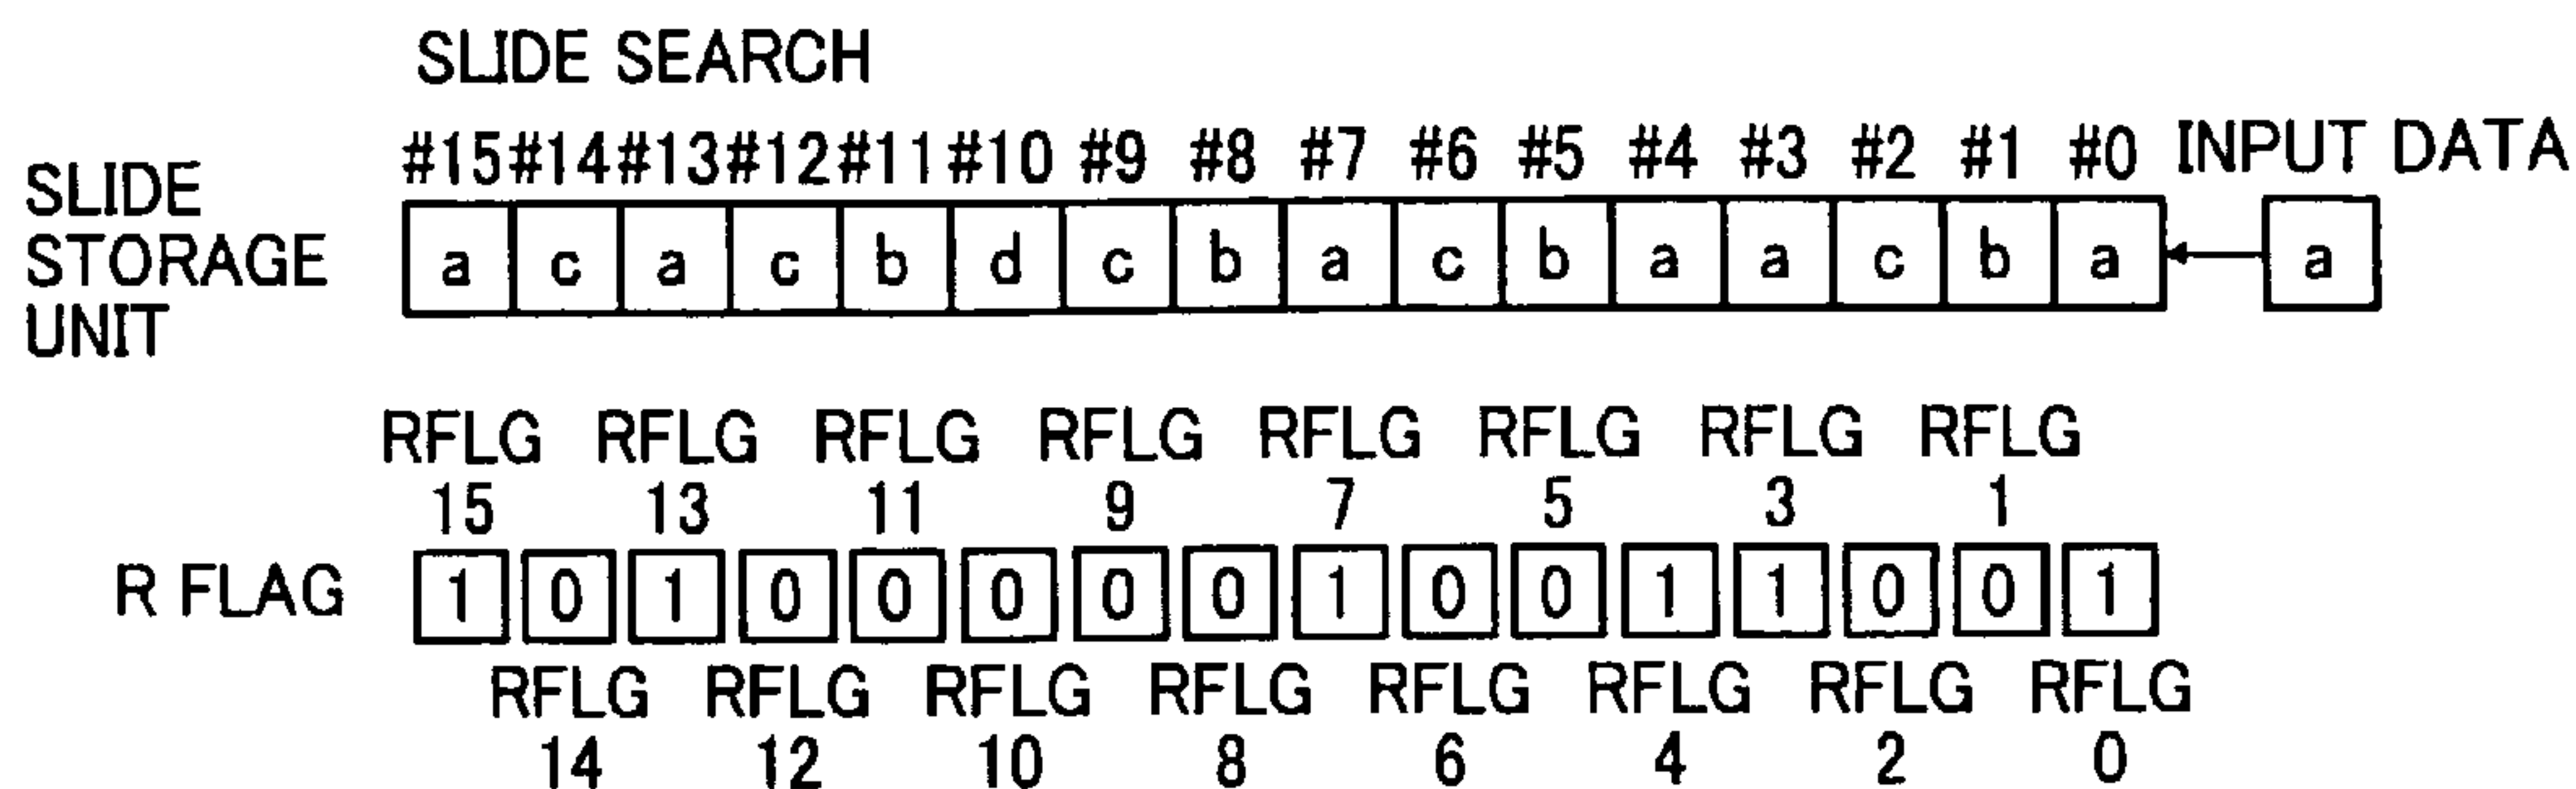 SLIDE SEARCH
#15 #14 #13 #12 #11 #10 #9 #8 #7 #6 #5 #4 #3 #2 #1 #0 INPUT DATA
SLIDE
STORAGE
UNIT
a c a c b d c b a c b a a c b a a
RFLG RFLG RFLG RFLG RFLG RFLG RFLG RFLG
15 13 11 9 7 5 3 1
R FLAG 1 0 1 0 0 0 0 0 1 0 0 1 1 0 0 1
RFLG RFLG RFLG RFLG RFLG RFLG RFLG RFLG
14 12 10 8 6 4 2 0